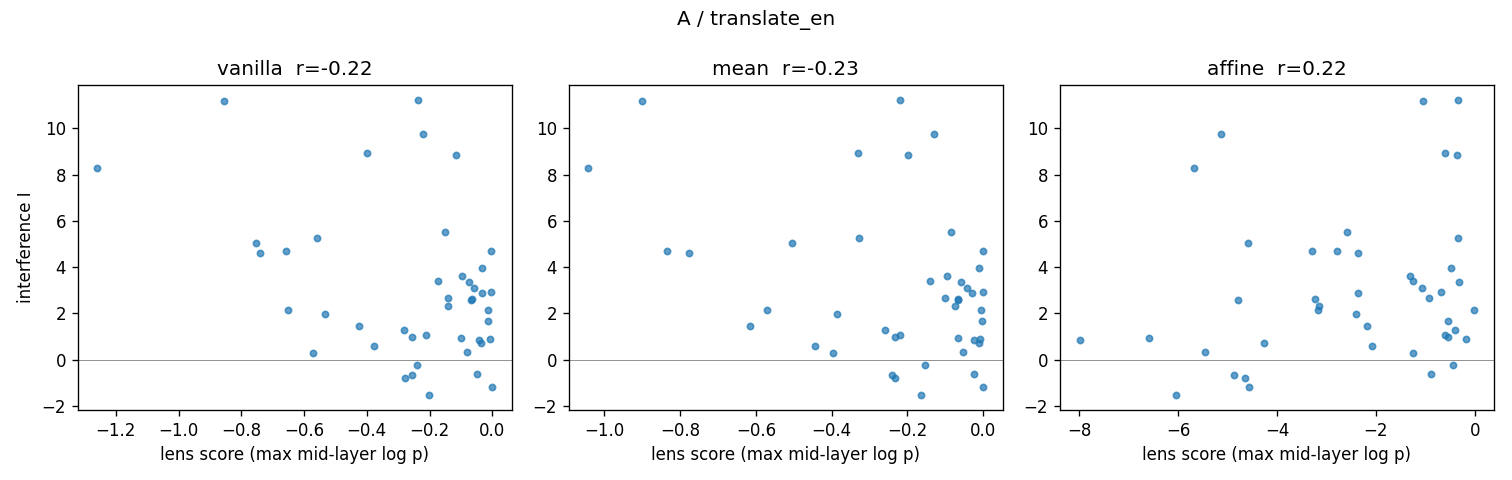 A / translate_en
vanilla  r=-0.22
mean  r=-0.23
affine  r=0.22
interference I
10
8
6
4
2
0
−2
−1.2 −1.0 −0.8 −0.6 −0.4 −0.2 0.0
lens score (max mid-layer log p)
10
8
6
4
2
0
−2
−1.0 −0.8 −0.6 −0.4 −0.2 0.0
lens score (max mid-layer log p)
10
8
6
4
2
0
−2
−8 −6 −4 −2 0
lens score (max mid-layer log p)